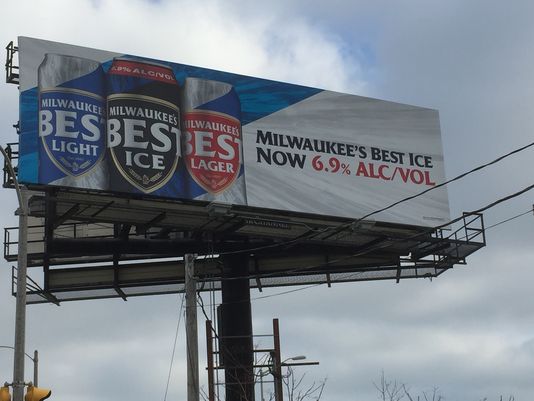 MILWAUKEE'S
BEST
LIGHT
6.9% ALC/VOL
MILWAUKEE'S
BEST
ICE
MILWAUKEE'S
BEST
LAGER
MILWAUKEE'S BEST ICE
NOW 6.9% ALC/VOL